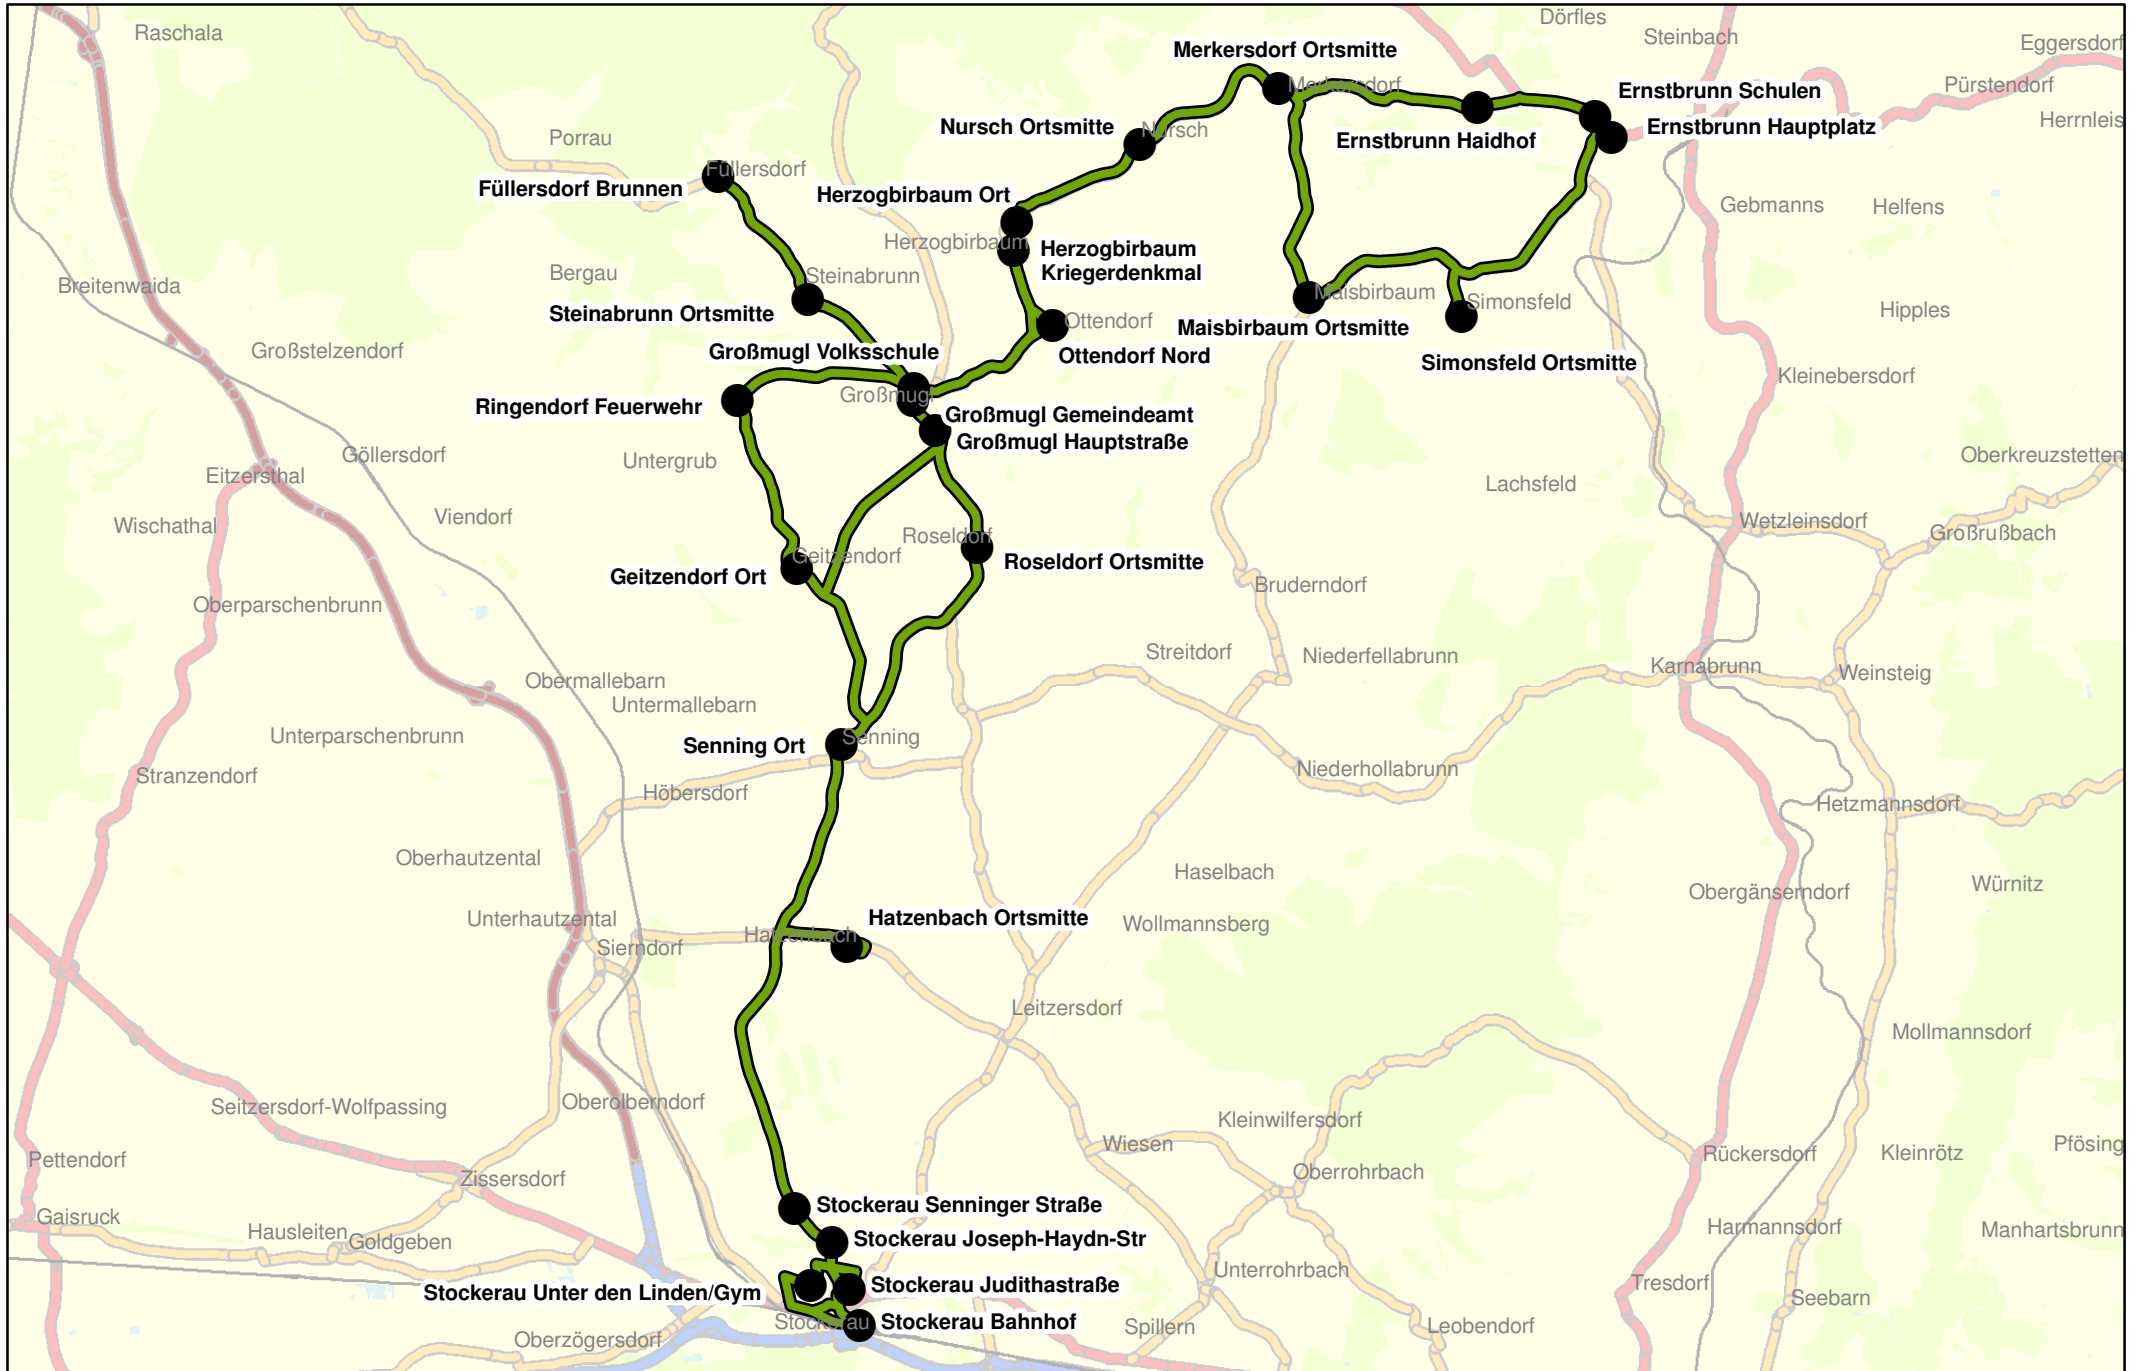 Raschala
Dörfles
Steinbach
Eggersdorf
Merkersdorf Ortsmitte
Merkersdorf
Pürstendorf
Ernstbrunn Schulen
Herrnleis
Porrau
Nursch Ortsmitte
Nursch
Ernstbrunn Haidhof
Ernstbrunn Hauptplatz
Füllersdorf
Füllersdorf Brunnen
Herzogbirbaum Ort
Gebmanns
Helfens
Herzogbirbaum
Herzogbirbaum
Kriegerdenkmal
Breitenwaida
Bergau
Steinabrunn
Maisbirbaum
Simonsfeld
Hipples
Steinabrunn Ortsmitte
Ottendorf
Maisbirbaum Ortsmitte
Großstelzendorf
Großmugl Volksschule
Ottendorf Nord
Simonsfeld Ortsmitte
Kleinebersdorf
Großmugl
Ringendorf Feuerwehr
Großmugl Gemeindeamt
Großmugl Hauptstraße
Göllersdorf
Untergrub
Oberkreuzstetten
Eitzersthal
Lachsfeld
Wischathal
Viendorf
Wetzleinsdorf
Großrußbach
Roseldorf
Geitzendorf
Roseldorf Ortsmitte
Geitzendorf Ort
Bruderndorf
Oberparschenbrunn
Streitdorf
Niederfellabrunn
Karnabrunn
Weinsteig
Obermallebarn
Untermallebarn
Unterparschenbrunn
Senning Ort
Senning
Stranzendorf
Niederhollabrunn
Höbersdorf
Hetzmannsdorf
Oberhautzental
Haselbach
Obergänserndorf
Würnitz
Unterhautzental
Hatzenbach Ortsmitte
Wollmannsberg
Hatzenbach
Sierndorf
Leitzersdorf
Mollmannsdorf
Seitzersdorf-Wolfpassing
Oberolberndorf
Kleinwilfersdorf
Wiesen
Pfösing
Pettendorf
Rückersdorf
Kleinrötz
Zissersdorf
Oberrohrbach
Stockerau Senninger Straße
Gaisruck
Hausleiten
Goldgeben
Stockerau Joseph-Haydn-Str
Harmannsdorf
Manhartsbrunn
Unterrohrbach
Stockerau Unter den Linden/Gym
Stockerau Judithastraße
Tresdorf
Seebarn
Stockerau
Stockerau Bahnhof
Spillern
Leobendorf
Oberzögersdorf